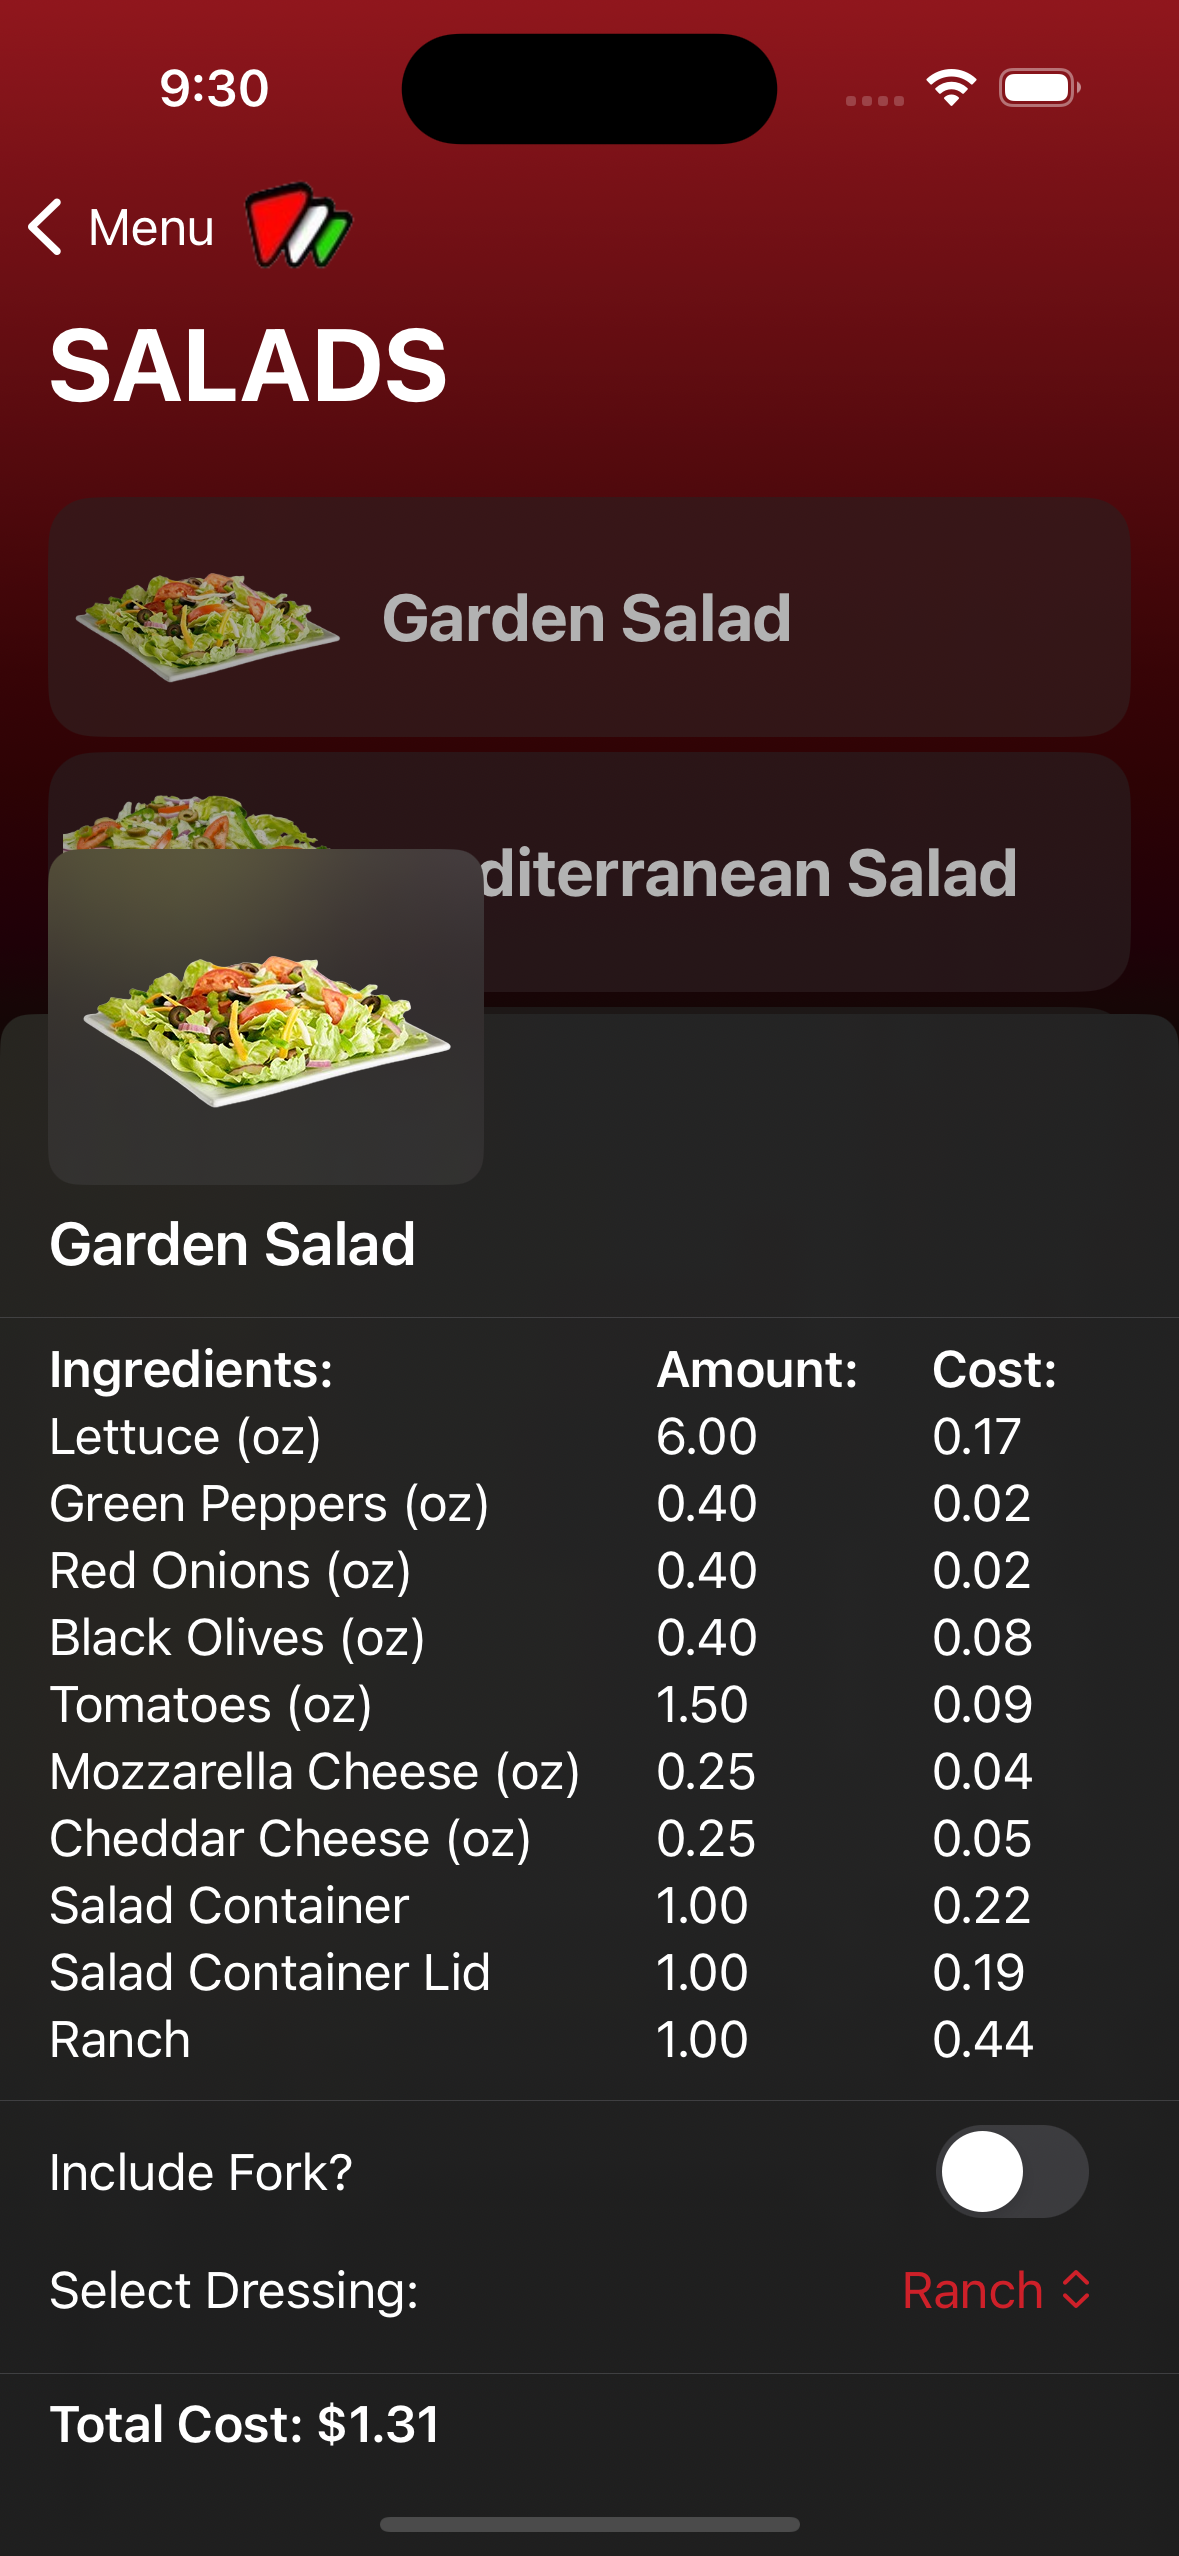 9:30
Menu
SALADS
Garden Salad
diterranean Salad
Garden Salad
Ingredients: Amount: Cost:
Lettuce (oz) 6.00 0.17
Green Peppers (oz) 0.40 0.02
Red Onions (oz) 0.40 0.02
Black Olives (oz) 0.40 0.08
Tomatoes (oz) 1.50 0.09
Mozzarella Cheese (oz) 0.25 0.04
Cheddar Cheese (oz) 0.25 0.05
Salad Container 1.00 0.22
Salad Container Lid 1.00 0.19
Ranch 1.00 0.44
Include Fork?
Select Dressing: Ranch
Total Cost: $1.31